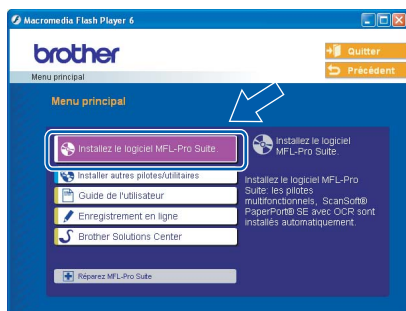 Macromedia Flash Player 6
brother
Quitter
Précédent
Menu principal
Menu principal
Installez le logiciel MFL-Pro Suite.
Installer autres pilotes/utilitaires
Guide de l'utilisateur
Enregistrement en ligne
Brother Solutions Center
Réparez MFL-Pro Suite
Installez le logiciel
MFL-Pro Suite.
Installez le logiciel MFL-Pro
Suite: les pilotes
multifonctionnels, ScanSoft®
PaperPort® SE avec OCR sont
installés automatiquement.